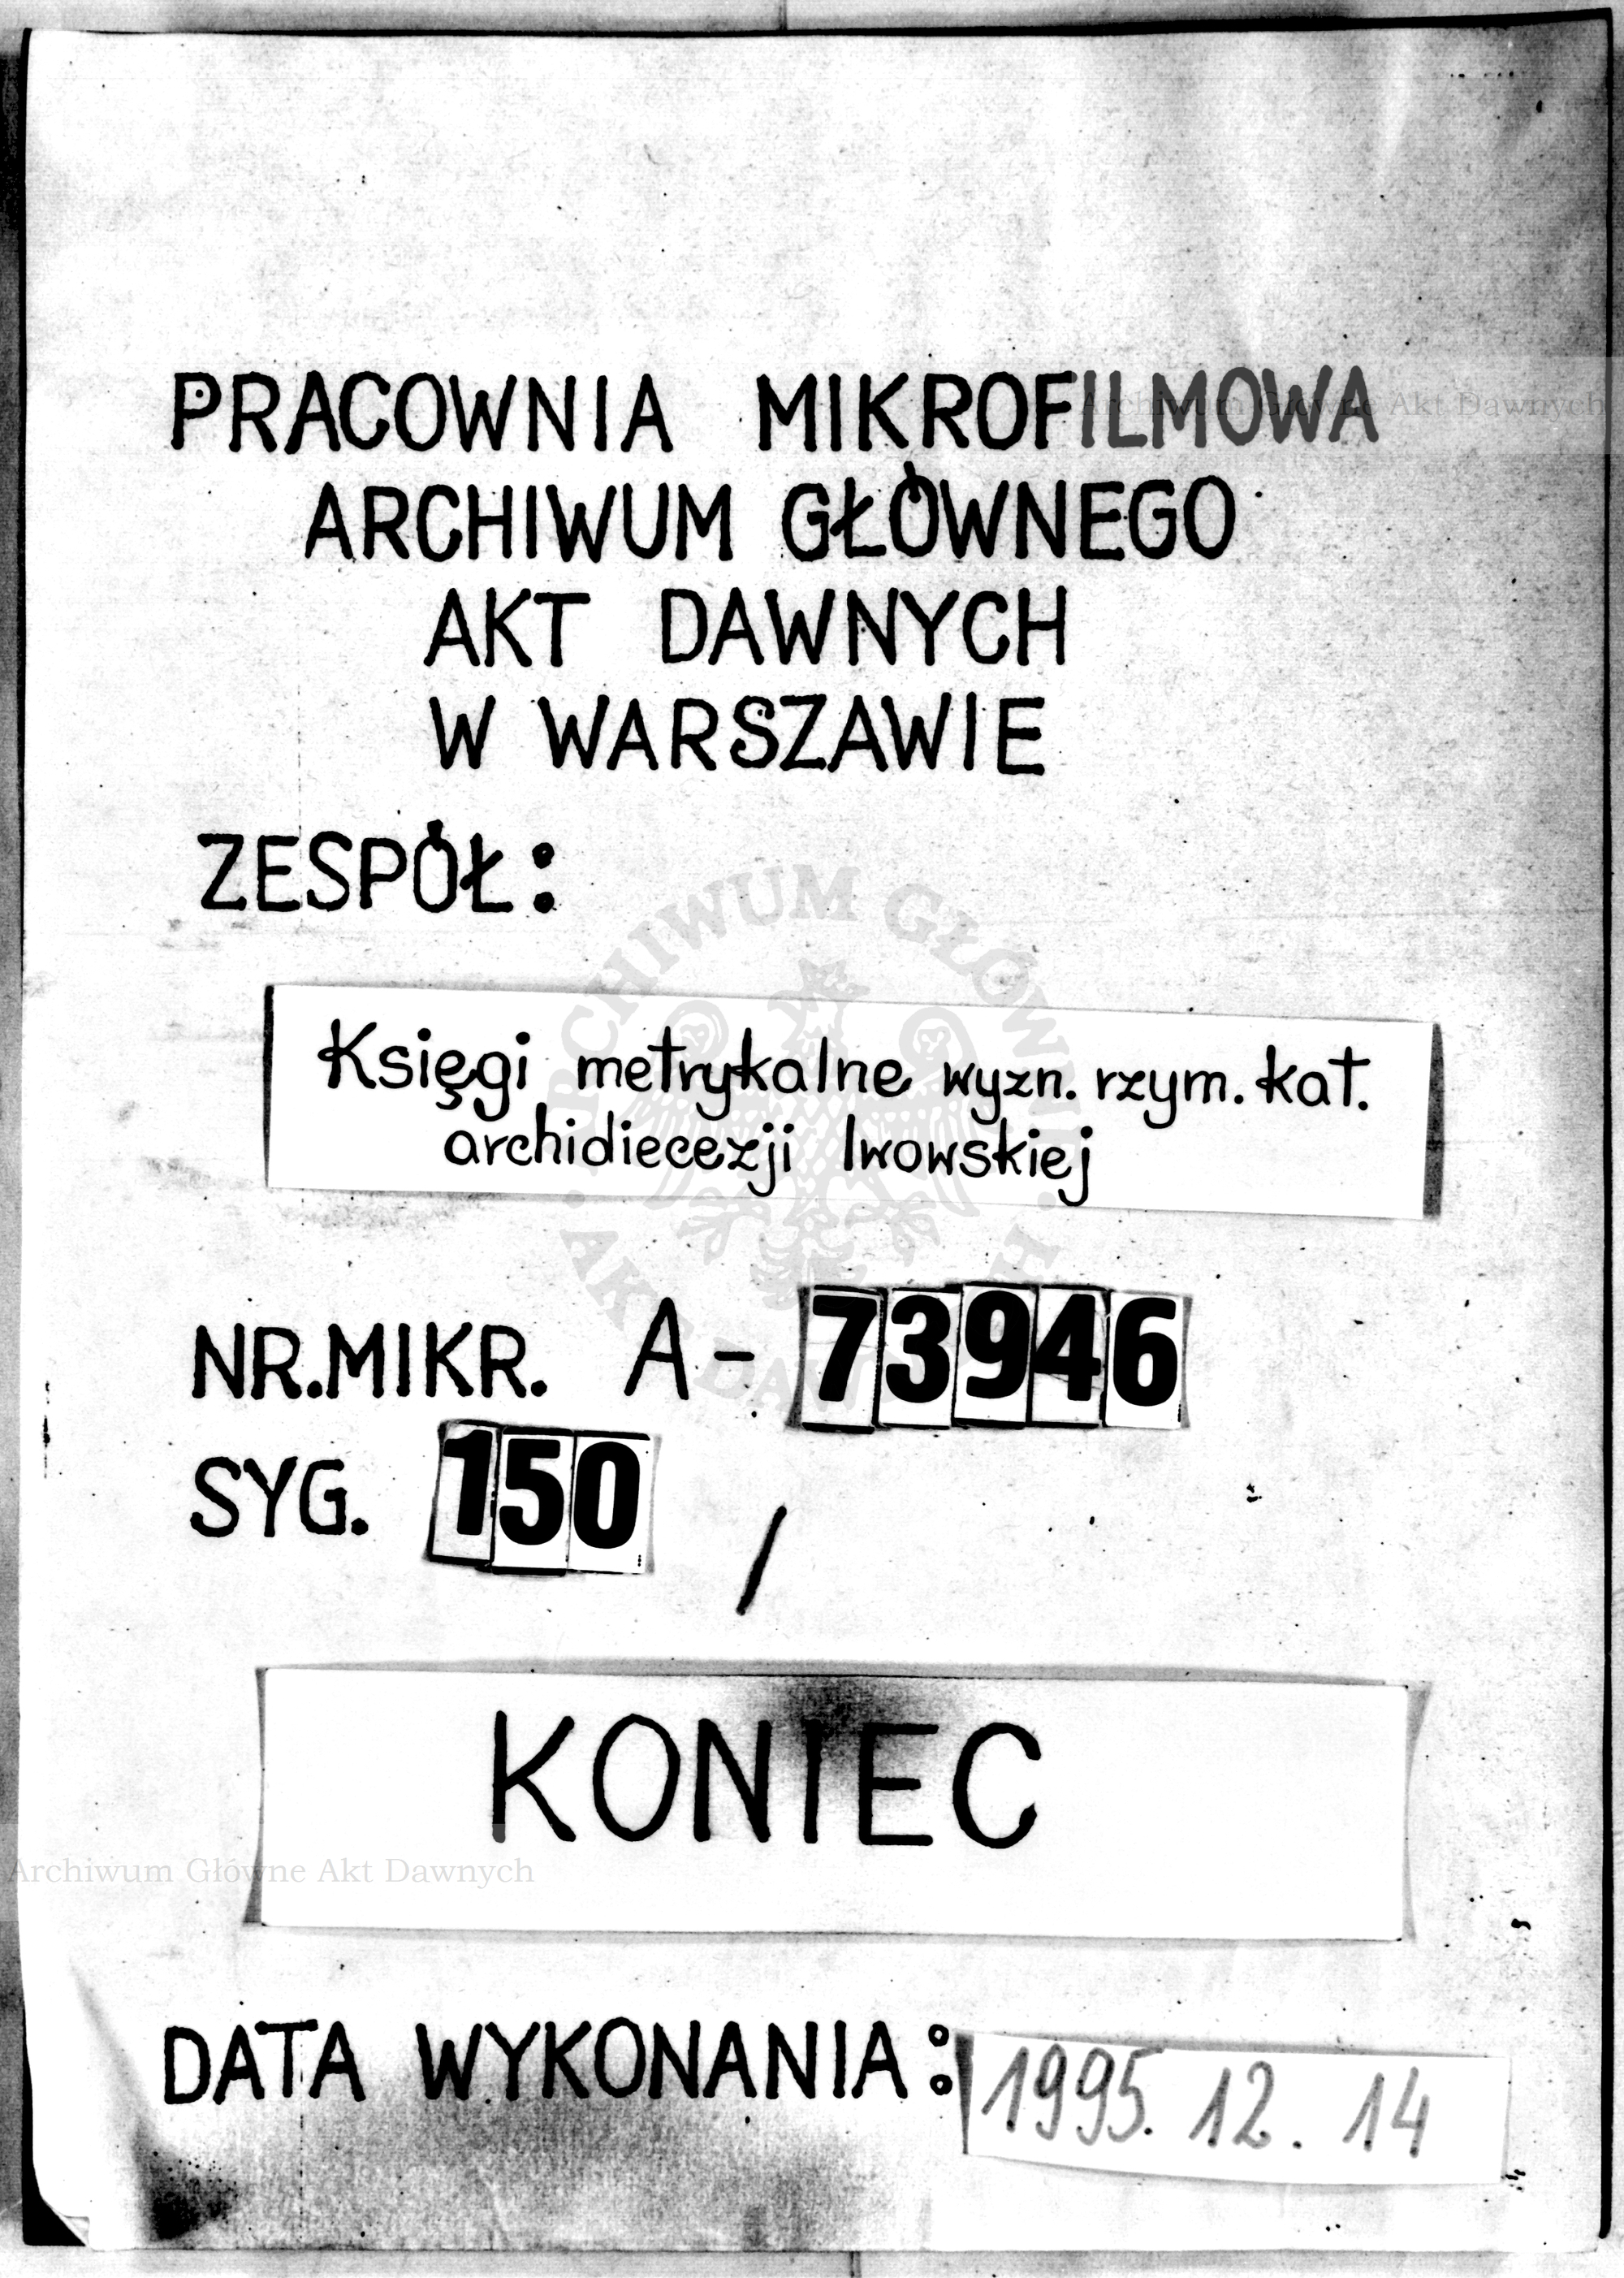 PRACOWNIA MIKROFILMOWA
Archiwum Główne Akt Dawnych
ARCHIWUM GŁÓWNEGO
AKT DAWNYCH
W WARSZAWIE
ZESPÓŁ:
Księgi metrykalne wyzn. rzym. kat.
archidiecezji lwowskiej
NR.MIKR. A-73946
SYG. 150 /
KONIEC
Archiwum Główne Akt Dawnych
DATA WYKONANIA: 1995.12.14